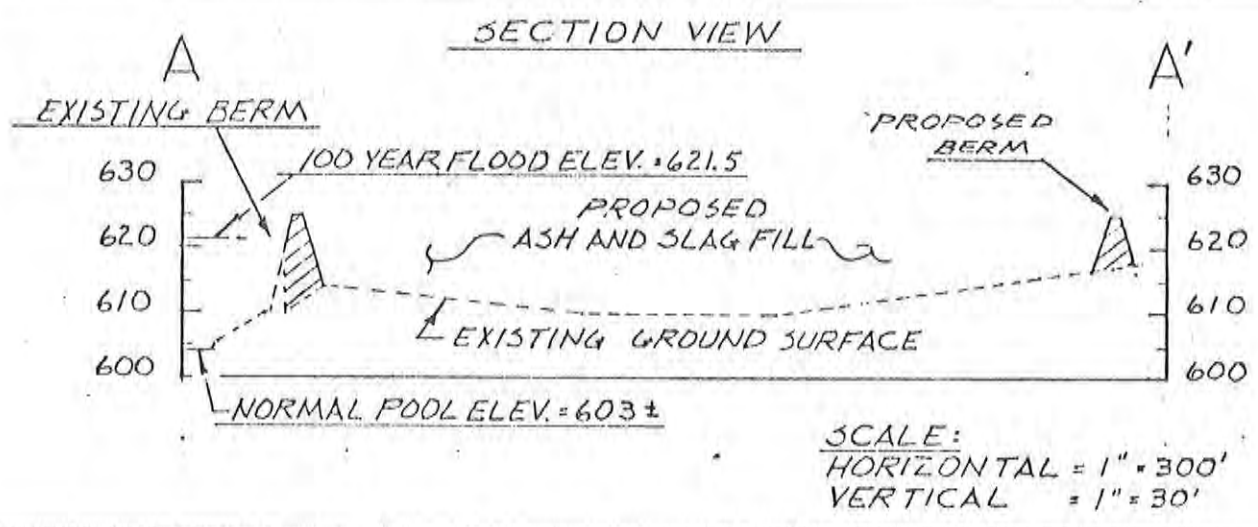 SECTION VIEW
A
A'
EXISTING BERM
PROPOSED
BERM
100 YEAR FLOOD ELEV. = 621.5
630
620
610
600
PROPOSED
ASH AND SLAG FILL
630
620
610
600
EXISTING GROUND SURFACE
NORMAL POOL ELEV. = 603 ±
SCALE:
HORIZONTAL = 1" = 300'
VERTICAL = 1" = 30'